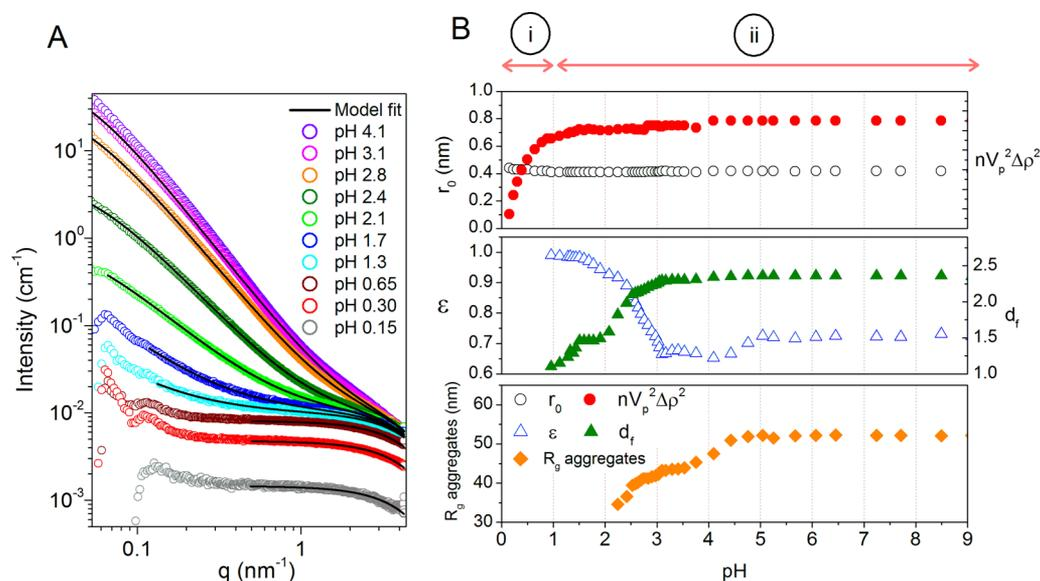 A
Intensity (cm⁻¹)
10¹
10⁰
10⁻¹
10⁻²
10⁻³
Model fit
pH 4.1
pH 3.1
pH 2.8
pH 2.4
pH 2.1
pH 1.7
pH 1.3
pH 0.65
pH 0.30
pH 0.15
0.1 1
q (nm⁻¹)
B
i ii
r₀ (nm)
1.0
0.8
0.6
0.4
0.2
0.0
nVₚ²Δρ²
ε
1.0
0.9
0.8
0.7
0.6
2.5
2.0
1.5
1.0
d_f
R_g aggregates (nm)
60
50
40
30
r₀ nVₚ²Δρ²
ε d_f
R_g aggregates
0 1 2 3 4 5 6 7 8 9
pH